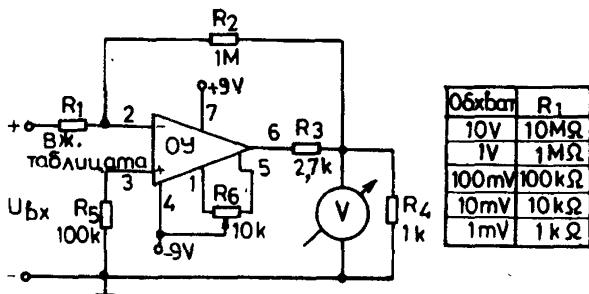 R2
1M
+9V
R1
2
7
ОУ
Вж.
таблицата
3
6
R3
2,7k
5
1
4
R6
10k
-9V
Uвх
R5
100k
V
R4
1k
+
-
-
+
Обхват R1
10V 10MΩ
1V 1MΩ
100mV 100kΩ
10mV 10kΩ
1mV 1kΩ